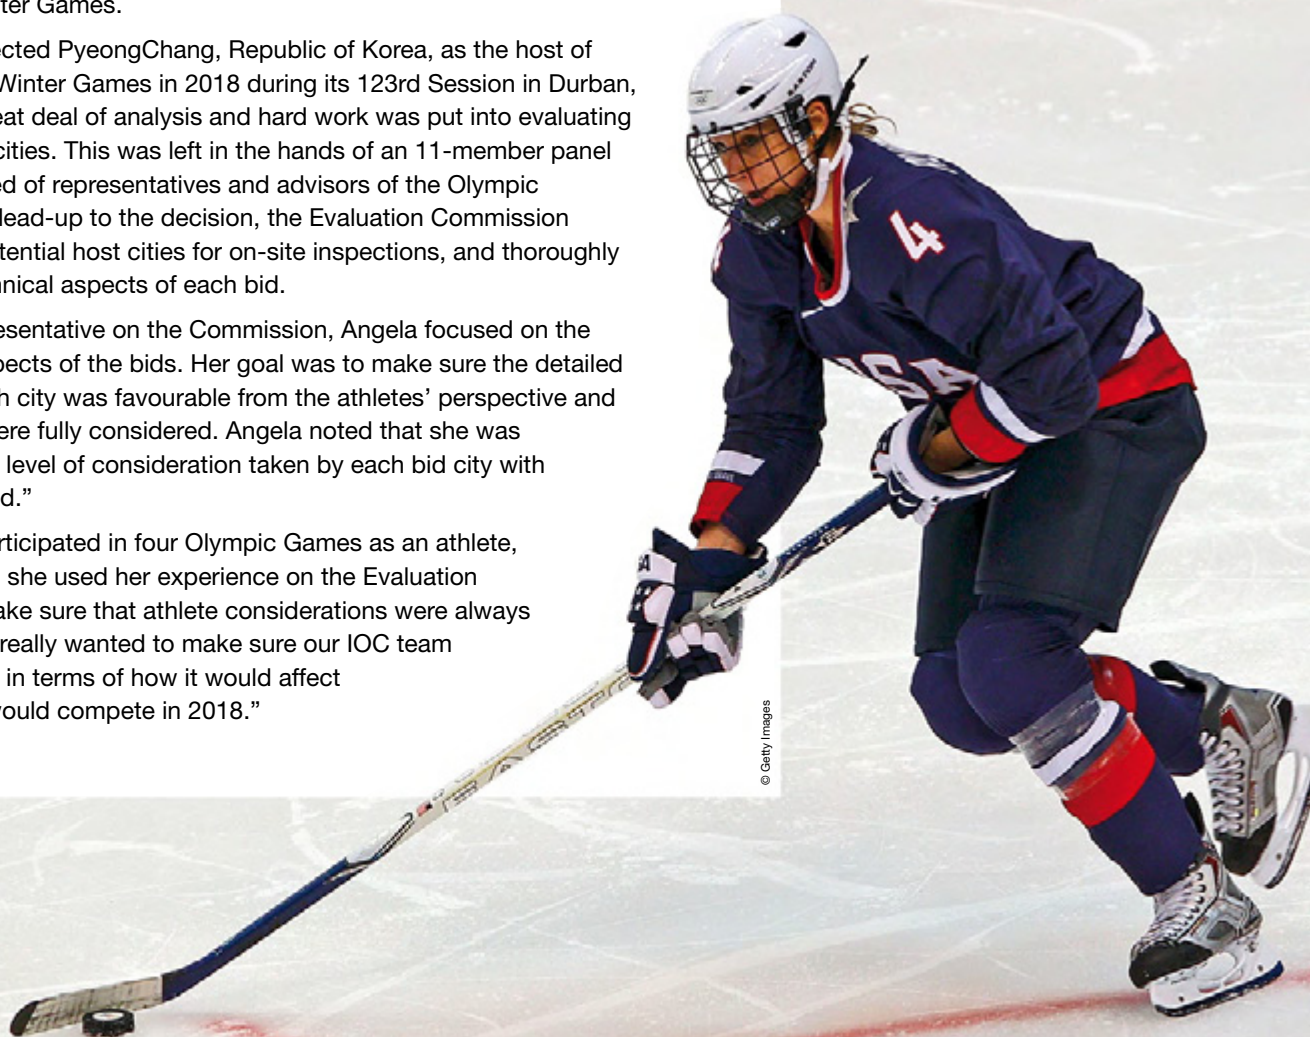 ter Games.
ected PyeongChang, Republic of Korea, as the host of
Winter Games in 2018 during its 123rd Session in Durban,
eat deal of analysis and hard work was put into evaluating
cities. This was left in the hands of an 11-member panel
ed of representatives and advisors of the Olympic
lead-up to the decision, the Evaluation Commission
tential host cities for on-site inspections, and thoroughly
nnical aspects of each bid.
esentative on the Commission, Angela focused on the
pects of the bids. Her goal was to make sure the detailed
h city was favourable from the athletes’ perspective and
ere fully considered. Angela noted that she was
level of consideration taken by each bid city with
d.”
rticipated in four Olympic Games as an athlete,
she used her experience on the Evaluation
ake sure that athlete considerations were always
really wanted to make sure our IOC team
in terms of how it would affect
would compete in 2018.”
© Getty Images
EASTON
4
USA